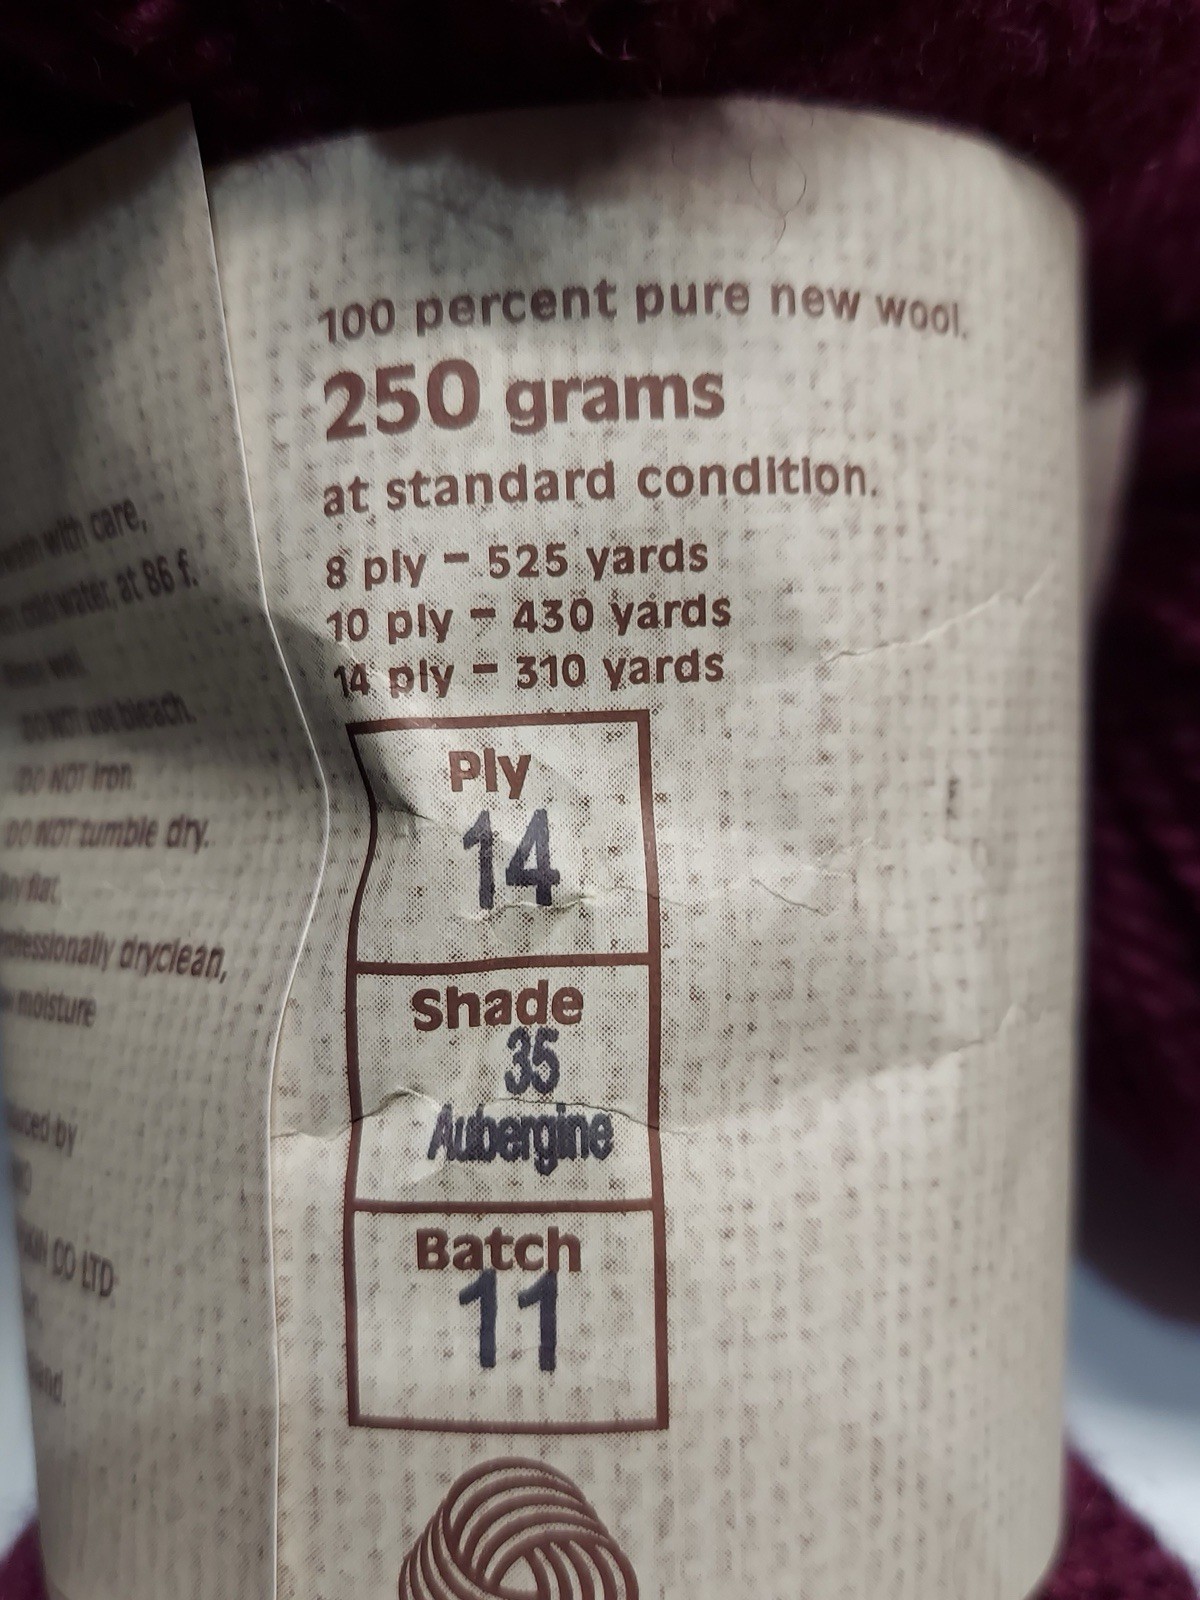 100 percent pure new wool.
250 grams
at standard condition.
8 ply - 525 yards
10 ply - 430 yards
14 ply - 310 yards
Ply
14
Shade
35
Aubergine
Batch
11
with care,
cold water, at 86 f.
DO NOT use bleach.
DO NOT iron
DO NOT tumble dry.
dryclean,
moisture
by
CO LTD